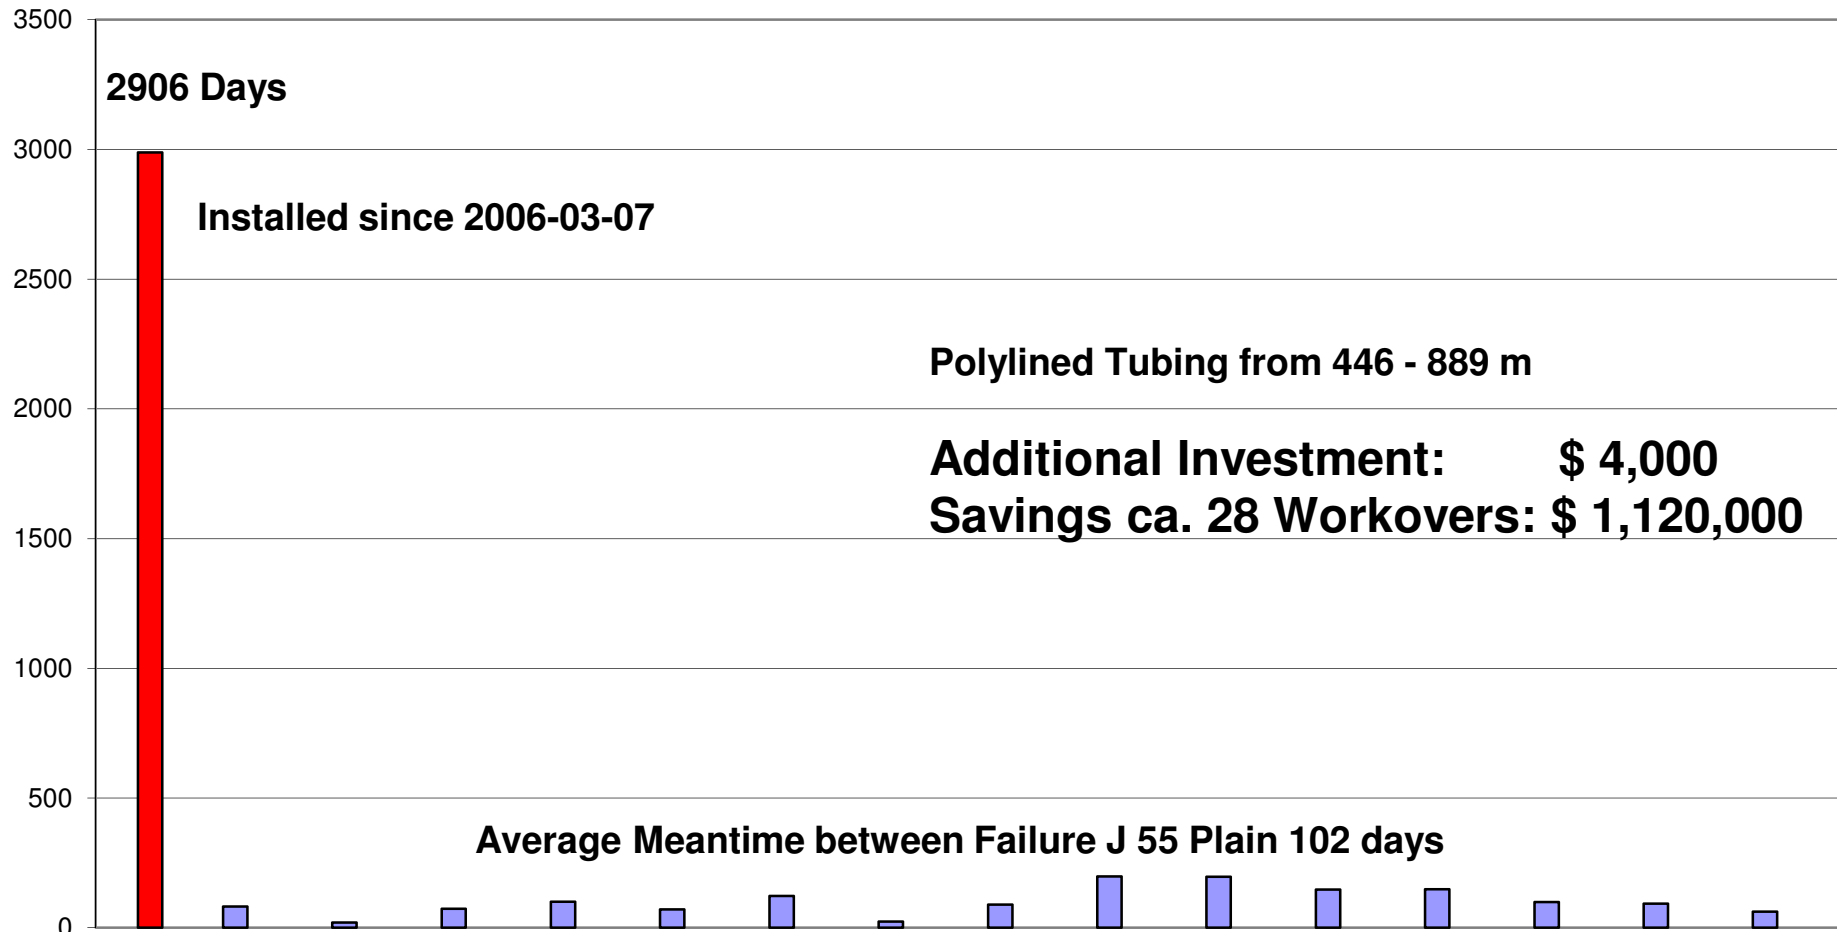 3500
2906 Days
3000
Installed since 2006-03-07
2500
Polylined Tubing from 446 - 889 m
2000
Additional Investment: $ 4,000
Savings ca. 28 Workovers: $ 1,120,000
1500
1000
500
Average Meantime between Failure J 55 Plain 102 days
0